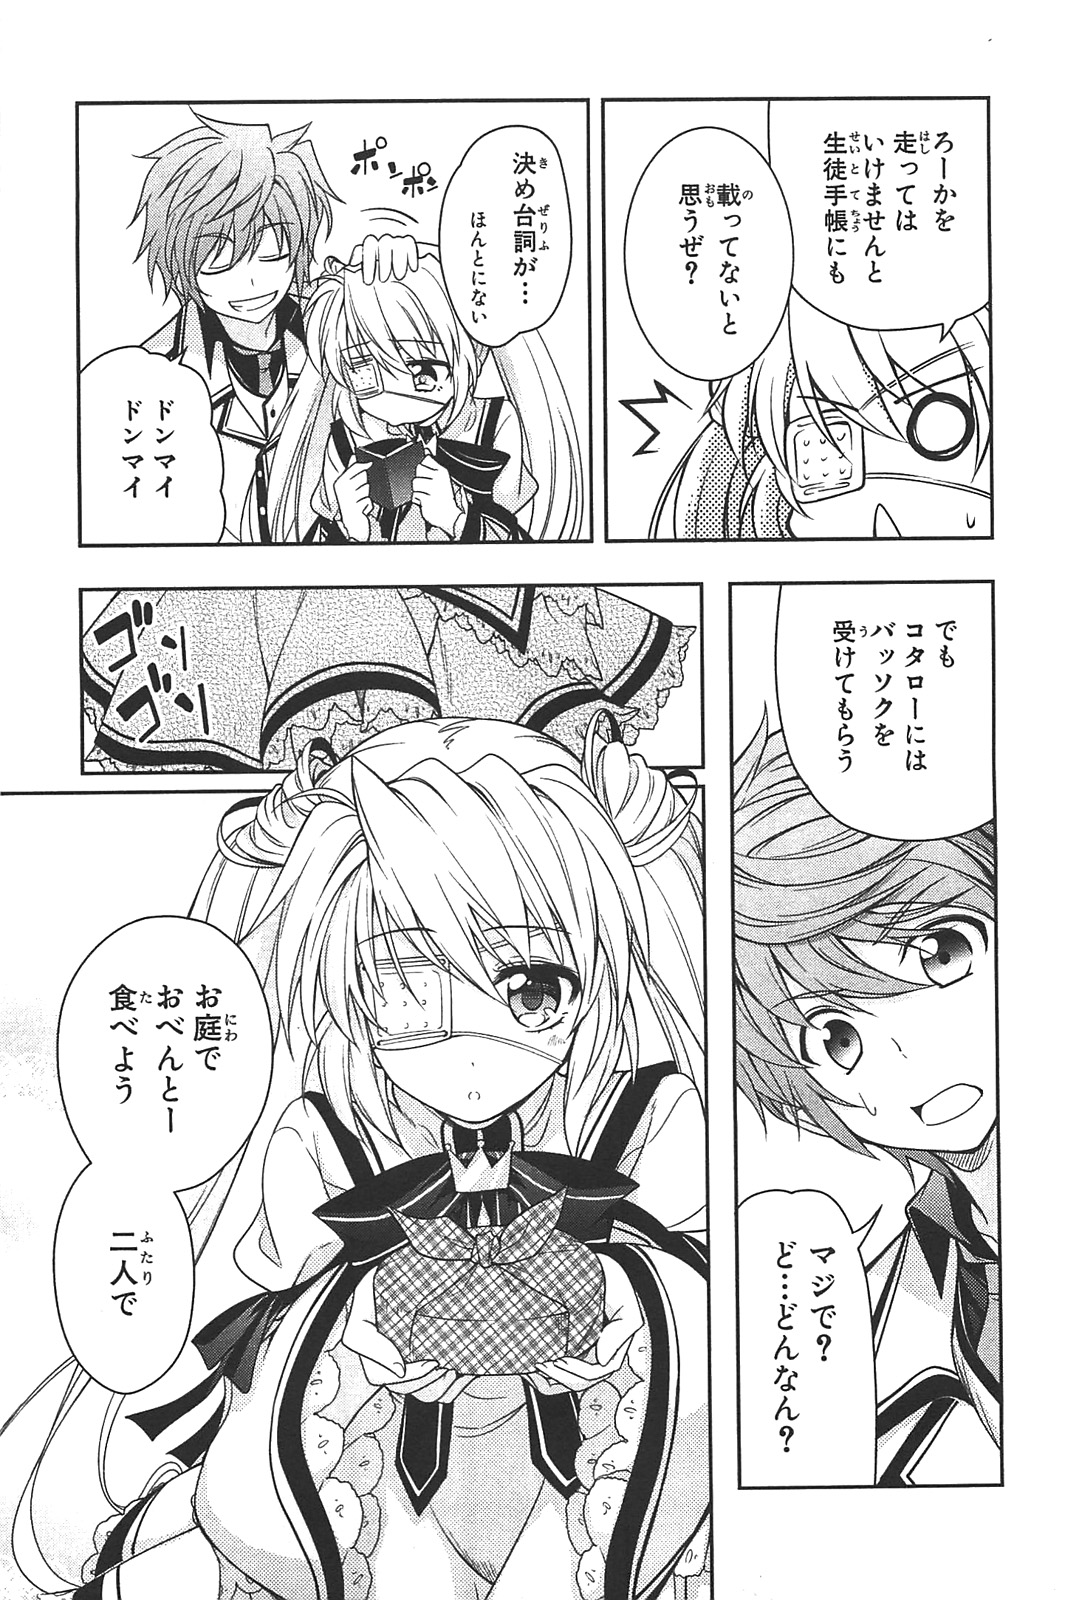 ろーかを
走っては
いけませんと
生徒手帳にも
載ってないと
思うぜ?
決め台詞が…
ほんとにない
ポンポン
ドンマイ
ドンマイ
でも
コタローには
バッソクを
受けてもらう
マジで?
ど…どんなん?
ゴソ
ゴソ
お庭で
おべんとー
食べよう
二人で